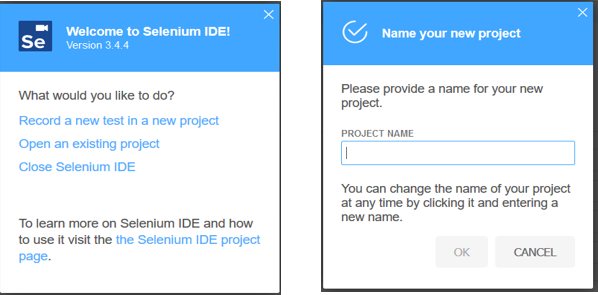 Se
Welcome to Selenium IDE!
Version 3.4.4
What would you like to do?
Record a new test in a new project
Open an existing project
Close Selenium IDE
To learn more on Selenium IDE and how
to use it visit the the Selenium IDE project
page.
Name your new project
Please provide a name for your new
project.
PROJECT NAME
You can change the name of your project
at any time by clicking it and entering a
new name.
OK
CANCEL